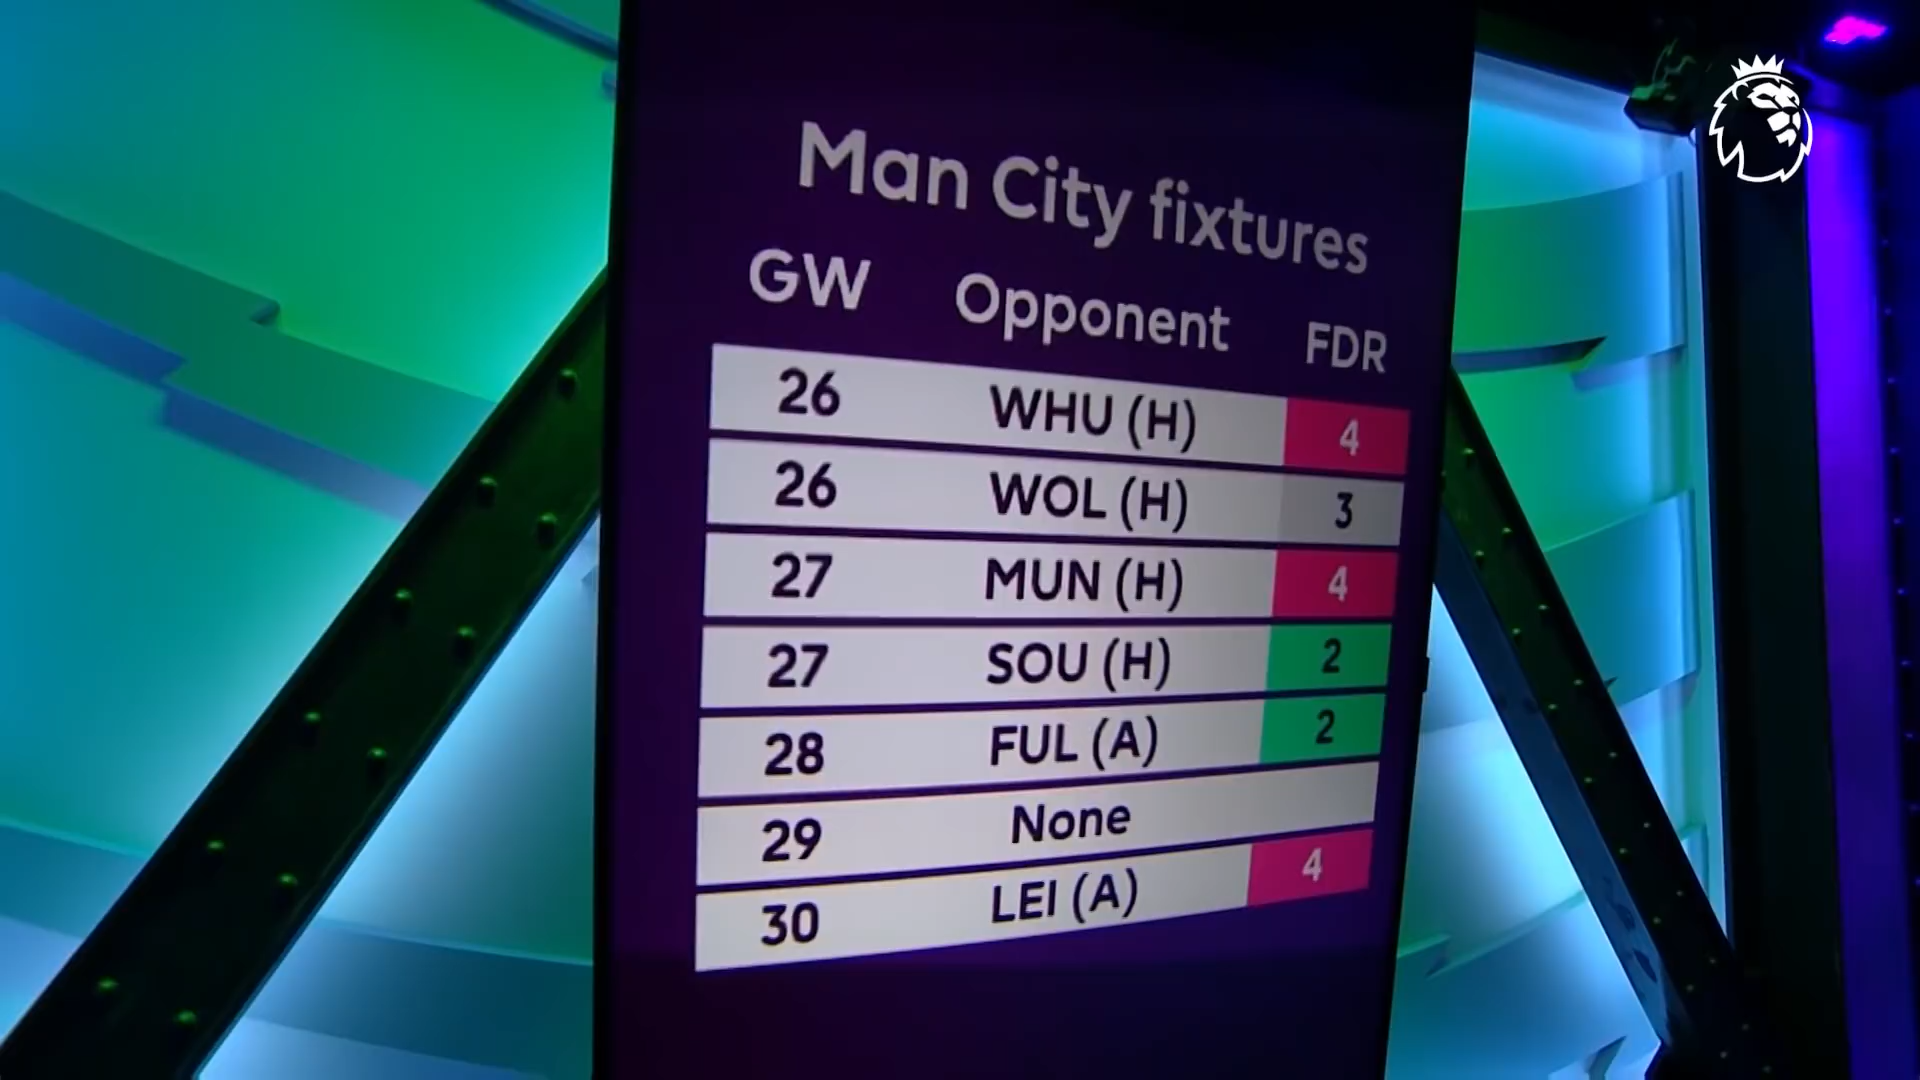 Man City fixtures
GW Opponent FDR
26 WHU (H) 4
26 WOL (H) 3
27 MUN (H) 4
27 SOU (H) 2
28 FUL (A) 2
29 None
30 LEI (A) 4